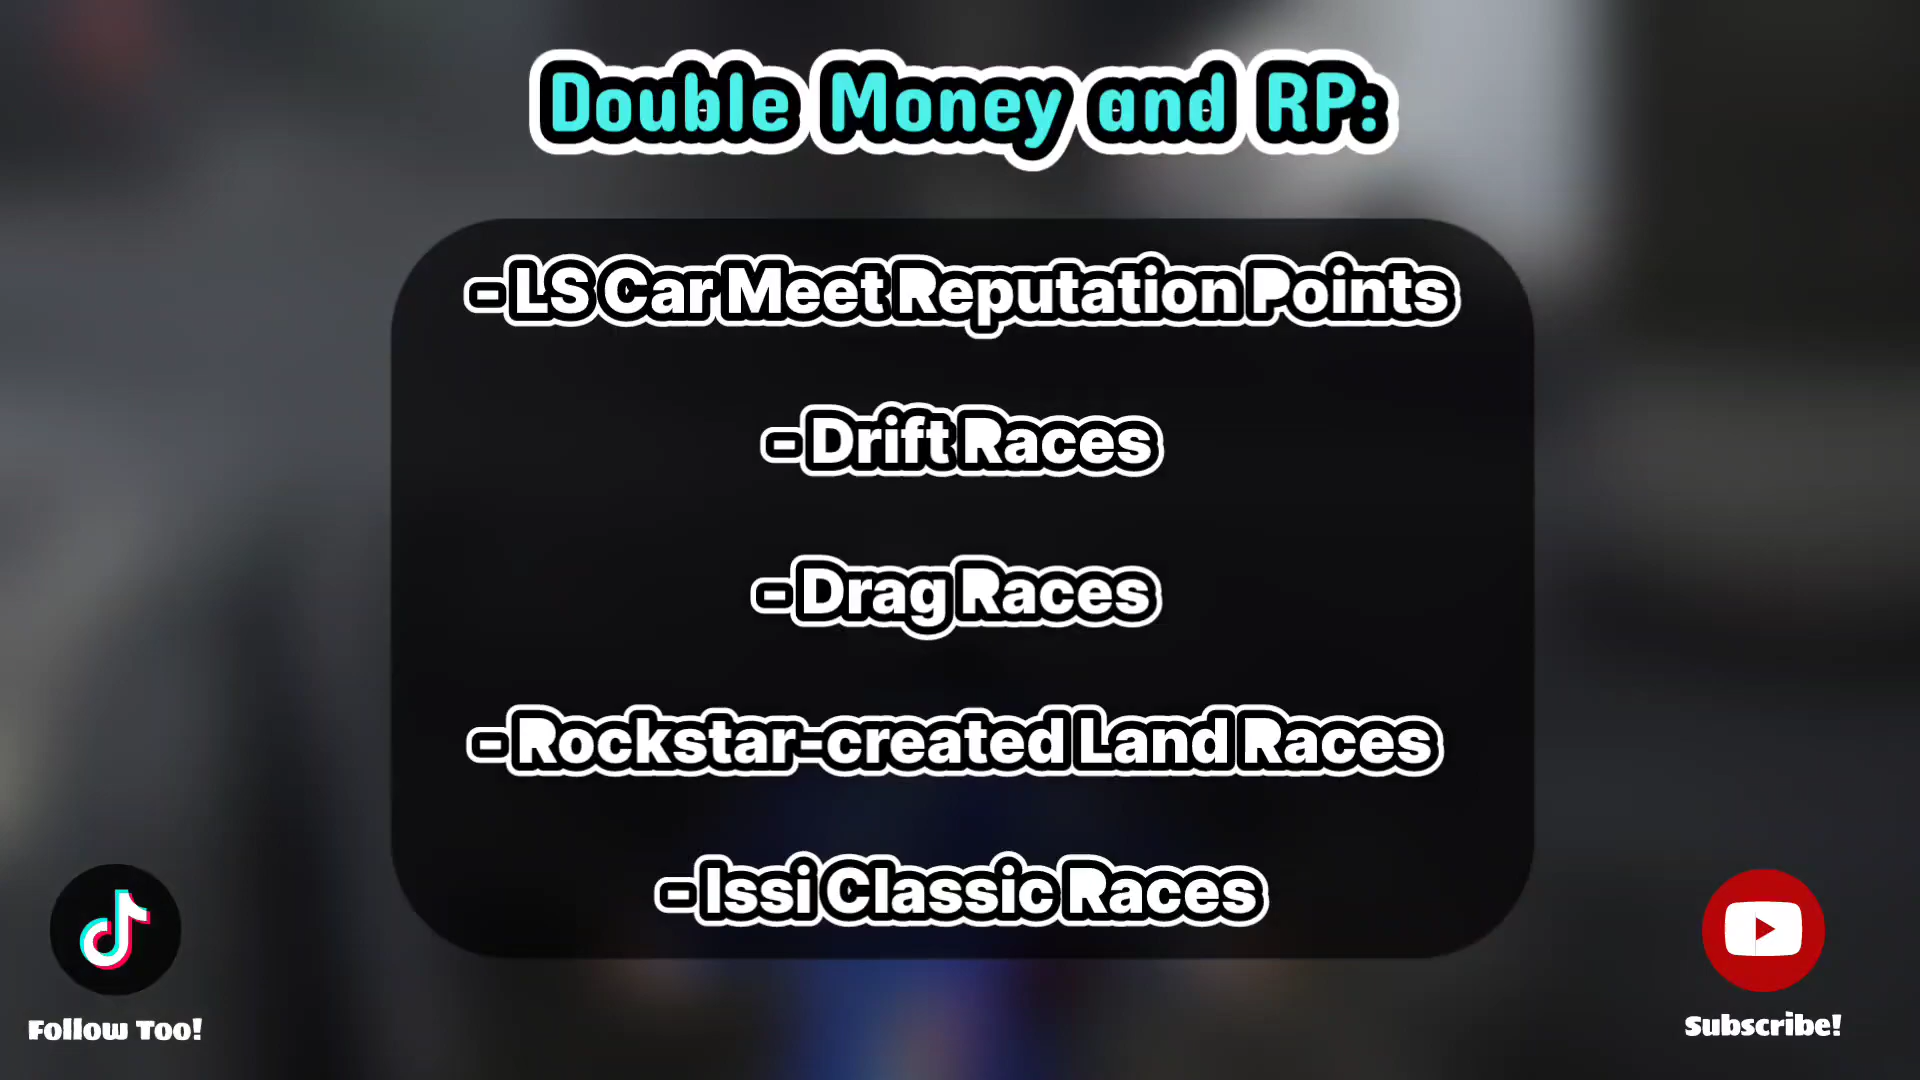 Double Money and RP:
- LS Car Meet Reputation Points
- Drift Races
- Drag Races
- Rockstar-created Land Races
- Issi Classic Races
Follow Too!
Subscribe!